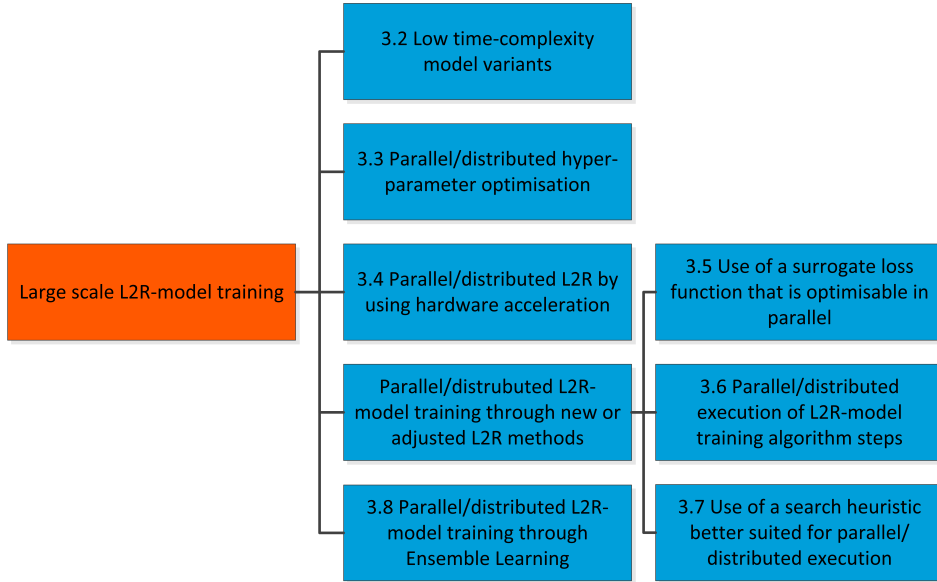 3.2 Low time-complexity
model variants
3.3 Parallel/distributed hyper-
parameter optimisation
Large scale L2R-model training
3.4 Parallel/distributed L2R by
using hardware acceleration
3.5 Use of a surrogate loss
function that is optimisable in
parallel
Parallel/distrubuted L2R-
model training through new or
adjusted L2R methods
3.6 Parallel/distributed
execution of L2R-model
training algorithm steps
3.8 Parallel/distributed L2R-
model training through
Ensemble Learning
3.7 Use of a search heuristic
better suited for parallel/
distributed execution